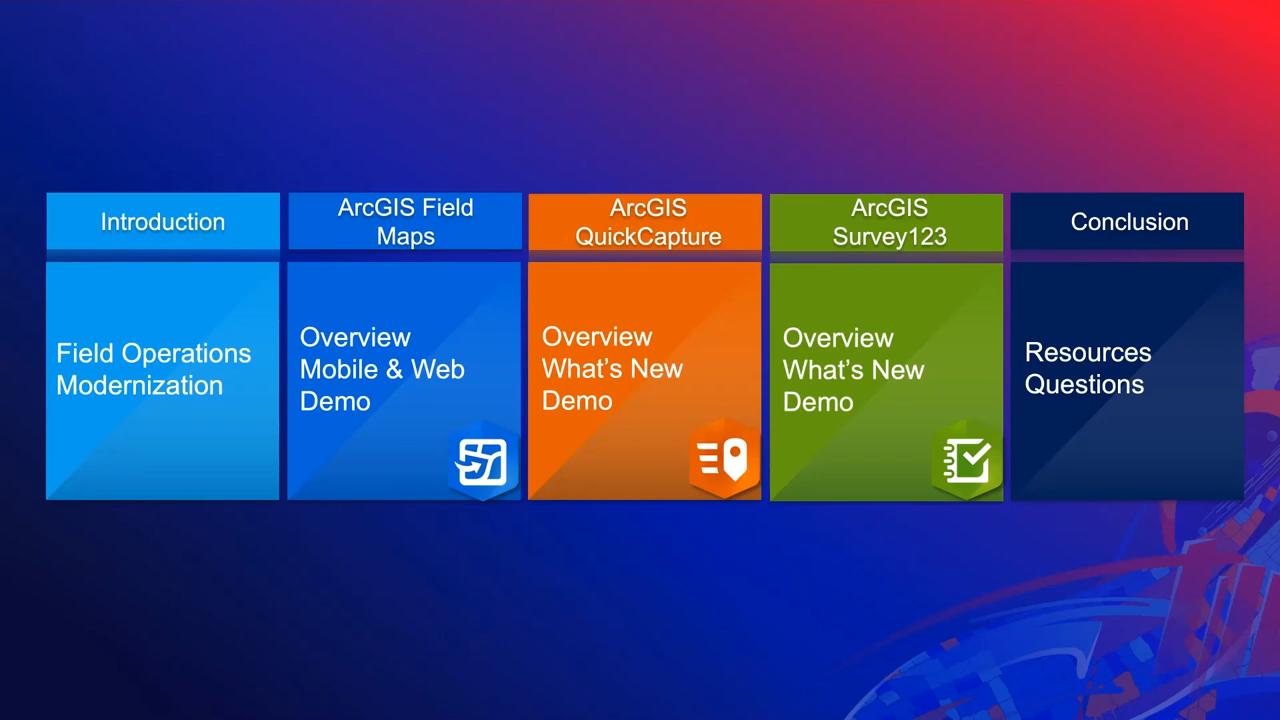 Introduction
Field Operations
Modernization
ArcGIS Field
Maps
Overview
Mobile & Web
Demo
ArcGIS
QuickCapture
Overview
What’s New
Demo
ArcGIS
Survey123
Overview
What’s New
Demo
Conclusion
Resources
Questions